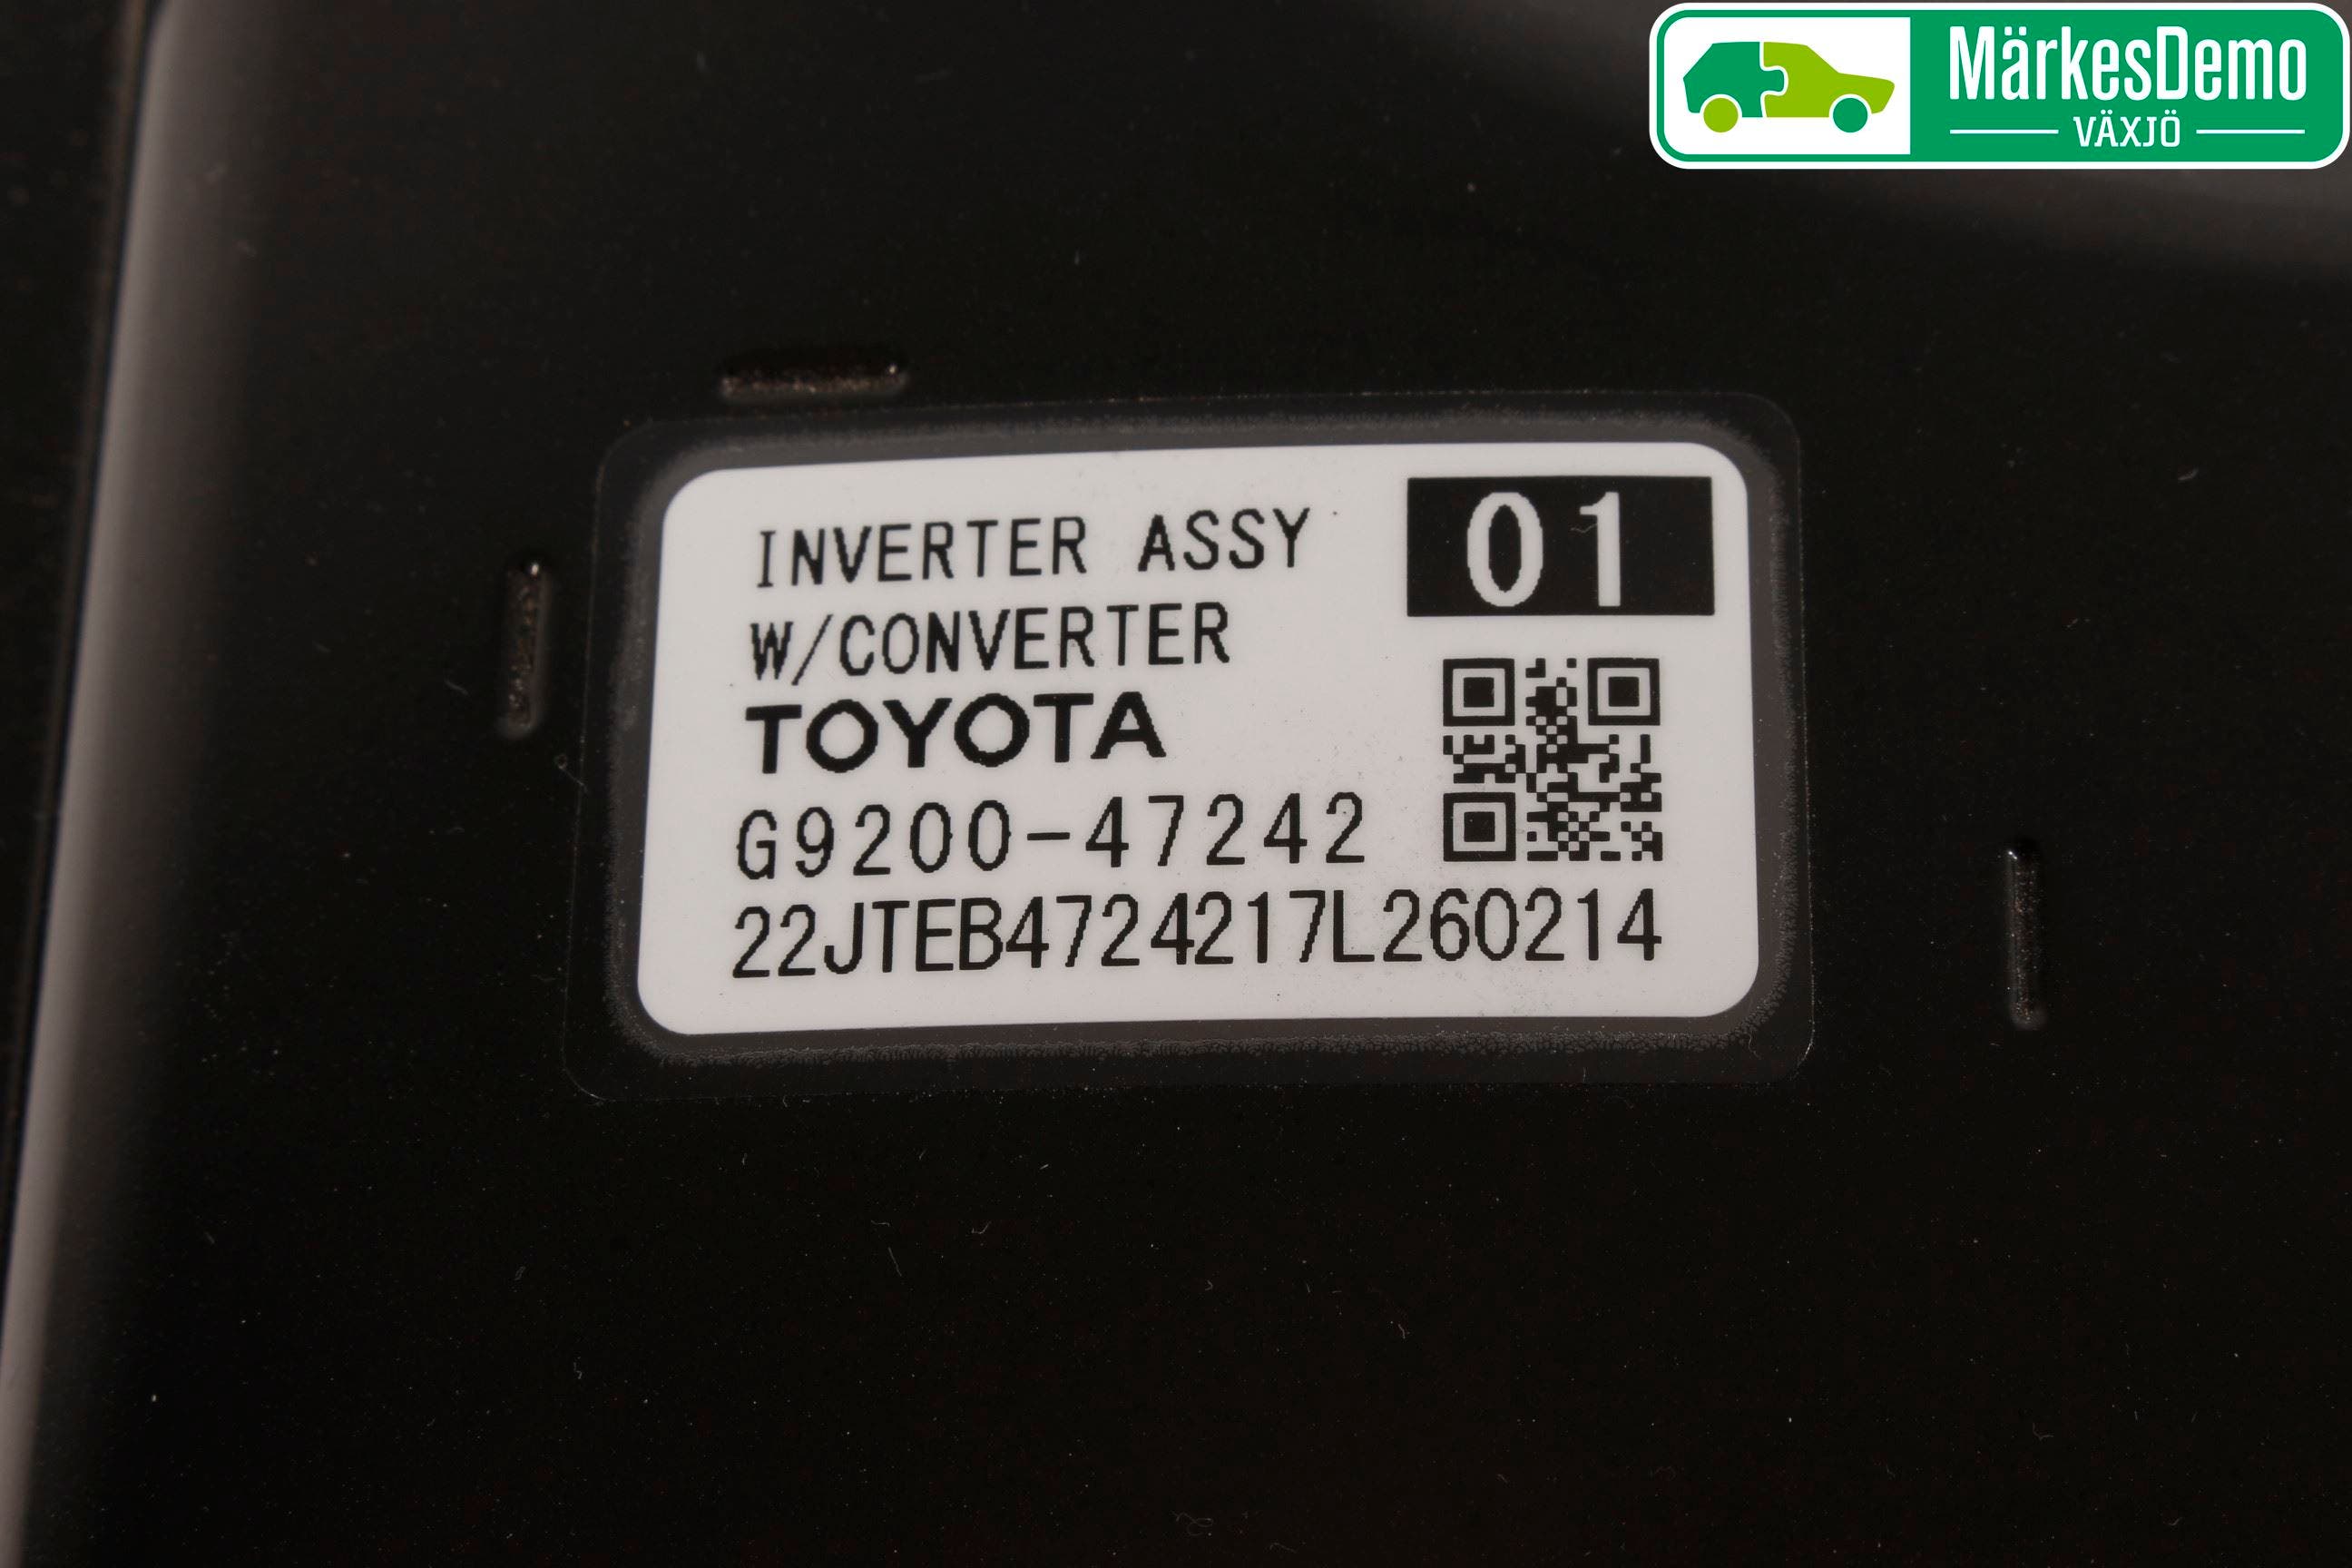 MärkesDemo
VÄXJÖ
INVERTER ASSY
01
W/CONVERTER
TOYOTA
G9200-47242
22JTEB4724217L260214